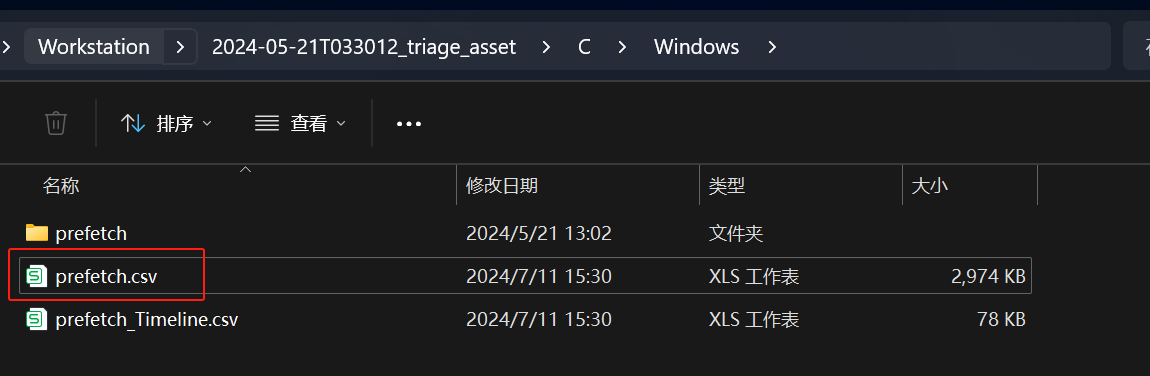 Workstation 2024-05-21T033012_triage_asset C Windows
排序 查看
名称 修改日期 类型 大小
prefetch 2024/5/21 13:02 文件夹
prefetch.csv 2024/7/11 15:30 XLS 工作表 2,974 KB
prefetch_Timeline.csv 2024/7/11 15:30 XLS 工作表 78 KB